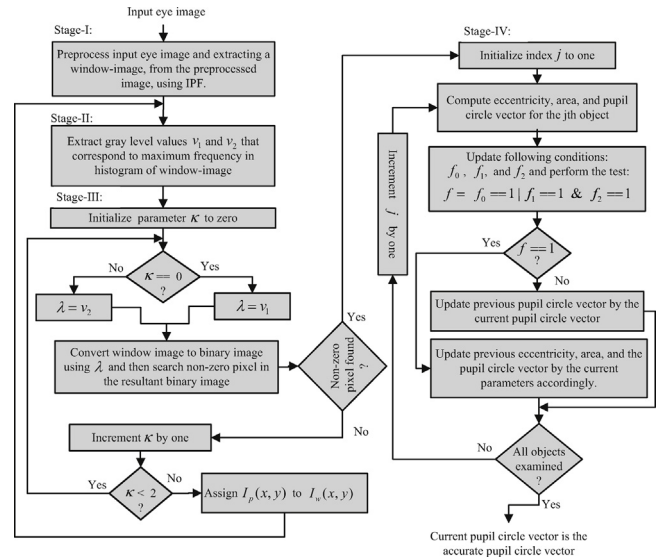 Input eye image
Stage-I:
Preprocess input eye image and extracting a
window-image, from the preprocessed
image, using IPF.
Stage-II:
Extract gray level values v₁ and v₂ that
correspond to maximum frequency in
histogram of window-image
Stage-III:
Initialize parameter κ to zero
No
κ == 0
?
Yes
λ = v₂
λ = v₁
Convert window image to binary image
using λ and then search non-zero pixel in
the resultant binary image
Yes
Non-zero
pixel found
?
No
Increment κ by one
Yes
κ < 2
?
No
Assign I_p(x, y) to I_w(x, y)
Stage-IV:
Initialize index j to one
Compute eccentricity, area, and pupil
circle vector for the jth object
Increment j by one
Update following conditions:
f₀ , f₁, and f₂ and perform the test:
f = f₀ == 1 | f₁ == 1 & f₂ == 1
Yes
f == 1
?
No
Update previous pupil circle vector by the
current pupil circle vector
Update previous eccentricity, area, and the
pupil circle vector by the current
parameters accordingly.
No
All objects
examined
?
Yes
Current pupil circle vector is the
accurate pupil circle vector